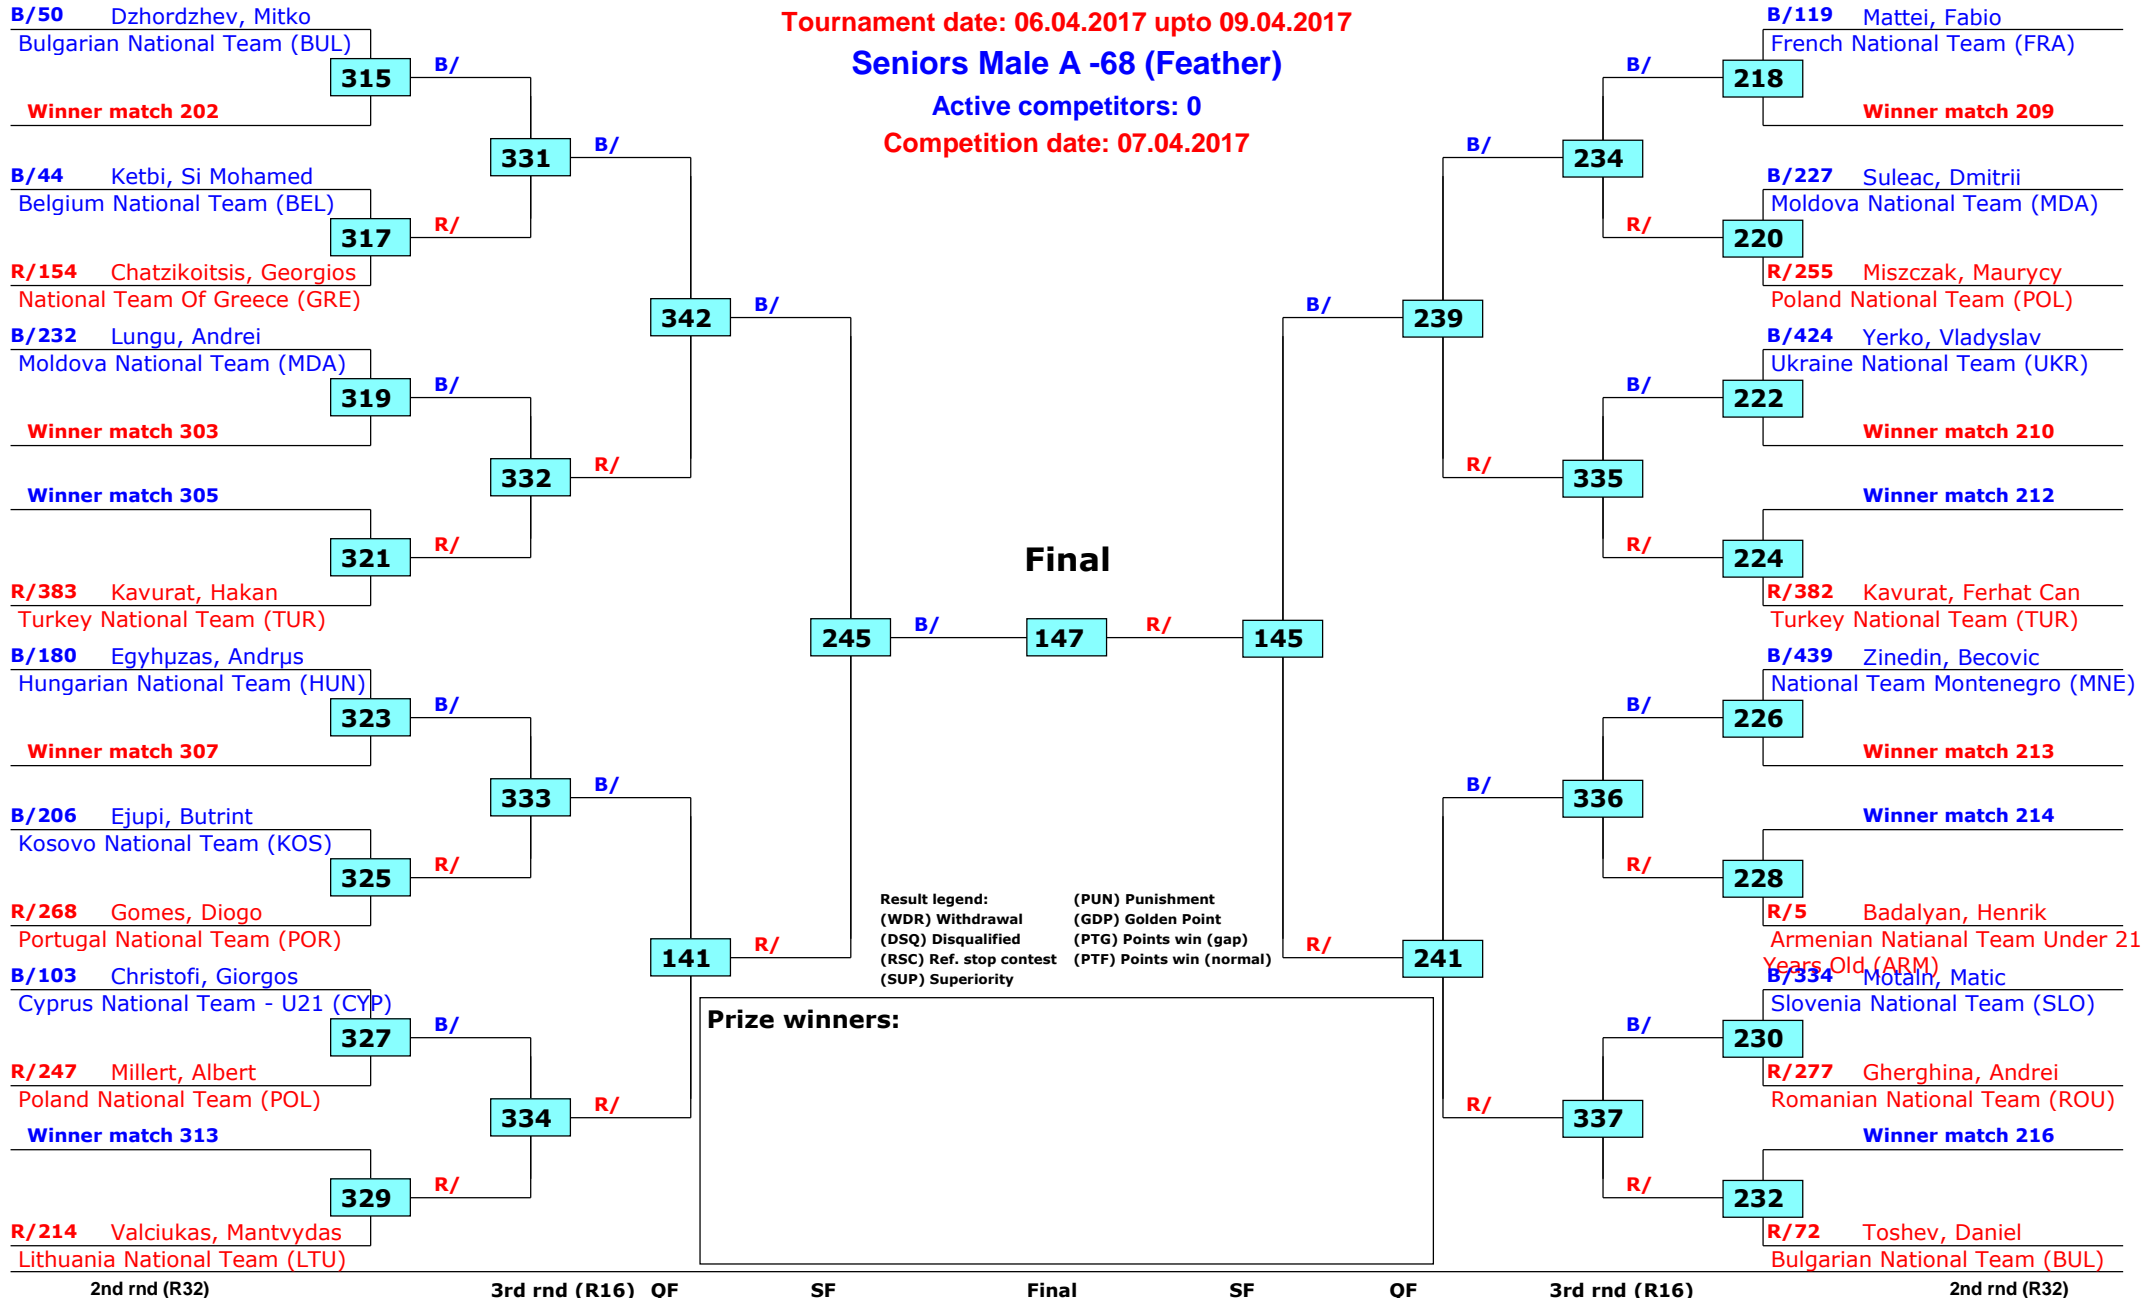 Tournament date: 06.04.2017 upto 09.04.2017
Seniors Male A -68 (Feather)
Active competitors: 0
Competition date: 07.04.2017
B/50 Dzhordzhev, Mitko
Bulgarian National Team (BUL)
315
B/
Winner match 202
331
B/
B/44 Ketbi, Si Mohamed
Belgium National Team (BEL)
317
R/
R/154 Chatzikoitsis, Georgios
National Team Of Greece (GRE)
342
B/
B/232 Lungu, Andrei
Moldova National Team (MDA)
319
B/
Winner match 303
332
R/
Winner match 305
321
R/
R/383 Kavurat, Hakan
Turkey National Team (TUR)
245
B/
B/180 Egyhµzas, Andrµs
Hungarian National Team (HUN)
323
B/
Winner match 307
333
B/
B/206 Ejupi, Butrint
Kosovo National Team (KOS)
325
R/
R/268 Gomes, Diogo
Portugal National Team (POR)
141
R/
B/103 Christofi, Giorgos
Cyprus National Team - U21 (CYP)
327
B/
R/247 Millert, Albert
Poland National Team (POL)
334
R/
Winner match 313
329
R/
R/214 Valciukas, Mantvydas
Lithuania National Team (LTU)
Final
147
R/
145
B/119 Mattei, Fabio
French National Team (FRA)
B/
218
Winner match 209
B/
234
B/227 Suleac, Dmitrii
Moldova National Team (MDA)
R/
220
R/255 Miszczak, Maurycy
Poland National Team (POL)
B/
239
B/424 Yerko, Vladyslav
Ukraine National Team (UKR)
B/
222
Winner match 210
R/
335
Winner match 212
R/
224
R/382 Kavurat, Ferhat Can
Turkey National Team (TUR)
B/439 Zinedin, Becovic
National Team Montenegro (MNE)
B/
226
Winner match 213
B/
336
Winner match 214
R/
228
R/5 Badalyan, Henrik
Armenian Natianal Team Under 21
Years Old (ARM)
R/
241
B/334 Motaln, Matic
Slovenia National Team (SLO)
B/
230
R/277 Gherghina, Andrei
Romanian National Team (ROU)
R/
337
Winner match 216
R/
232
R/72 Toshev, Daniel
Bulgarian National Team (BUL)
Result legend: (PUN) Punishment
(WDR) Withdrawal (GDP) Golden Point
(DSQ) Disqualified (PTG) Points win (gap)
(RSC) Ref. stop contest (PTF) Points win (normal)
(SUP) Superiority
Prize winners:
2nd rnd (R32) 3rd rnd (R16) QF SF Final SF QF 3rd rnd (R16) 2nd rnd (R32)